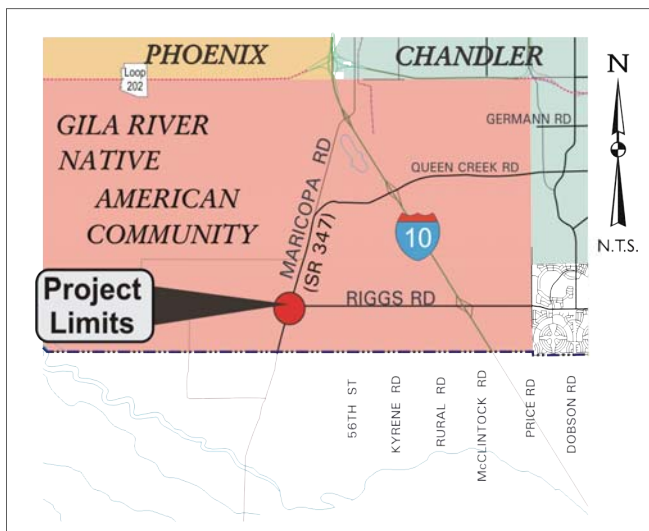 PHOENIX
CHANDLER
Loop
202
N
GILA RIVER
NATIVE
AMERICAN
COMMUNITY
GERMANN RD
QUEEN CREEK RD
MARICOPA RD
(SR 347)
10
N.T.S.
Project
Limits
RIGGS RD
56TH ST
KYRENE RD
RURAL RD
McCLINTOCK RD
PRICE RD
DOBSON RD